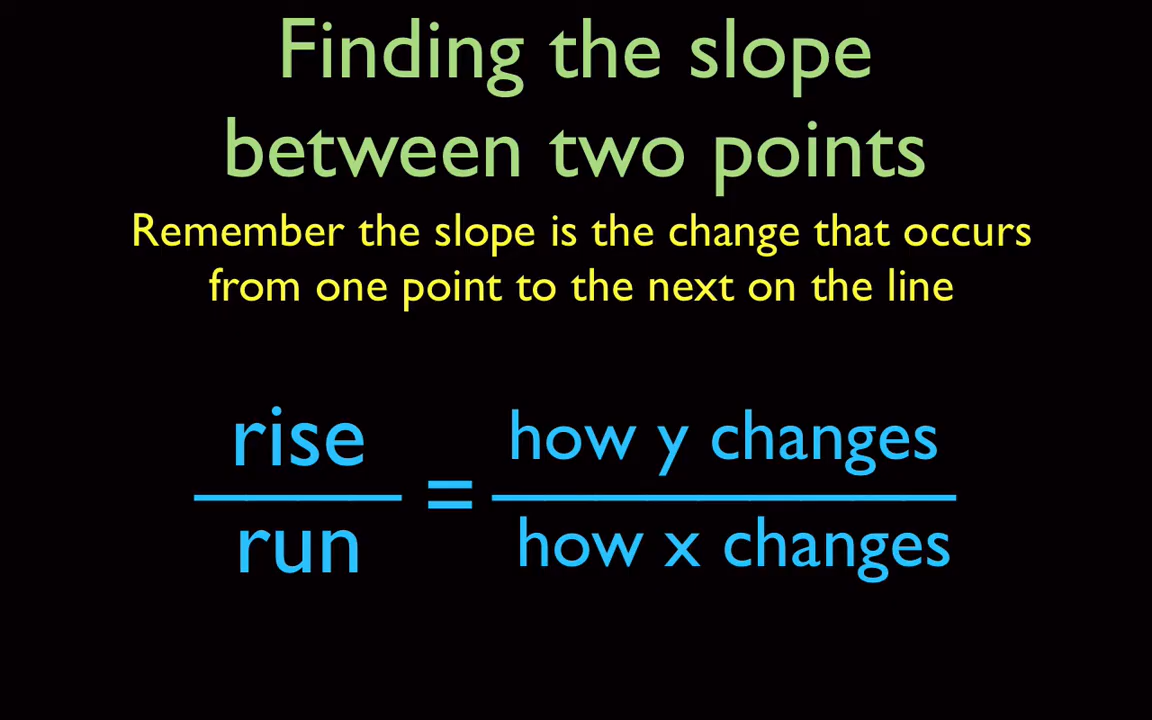 Finding the slope
between two points
Remember the slope is the change that occurs
from one point to the next on the line
rise
run
=
how y changes
how x changes